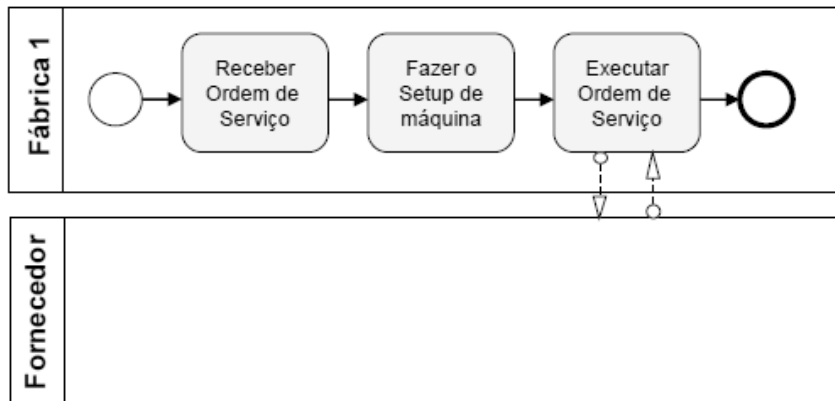 Fábrica 1
Receber
Ordem de
Serviço
Fazer o
Setup de
máquina
Executar
Ordem de
Serviço
Fornecedor